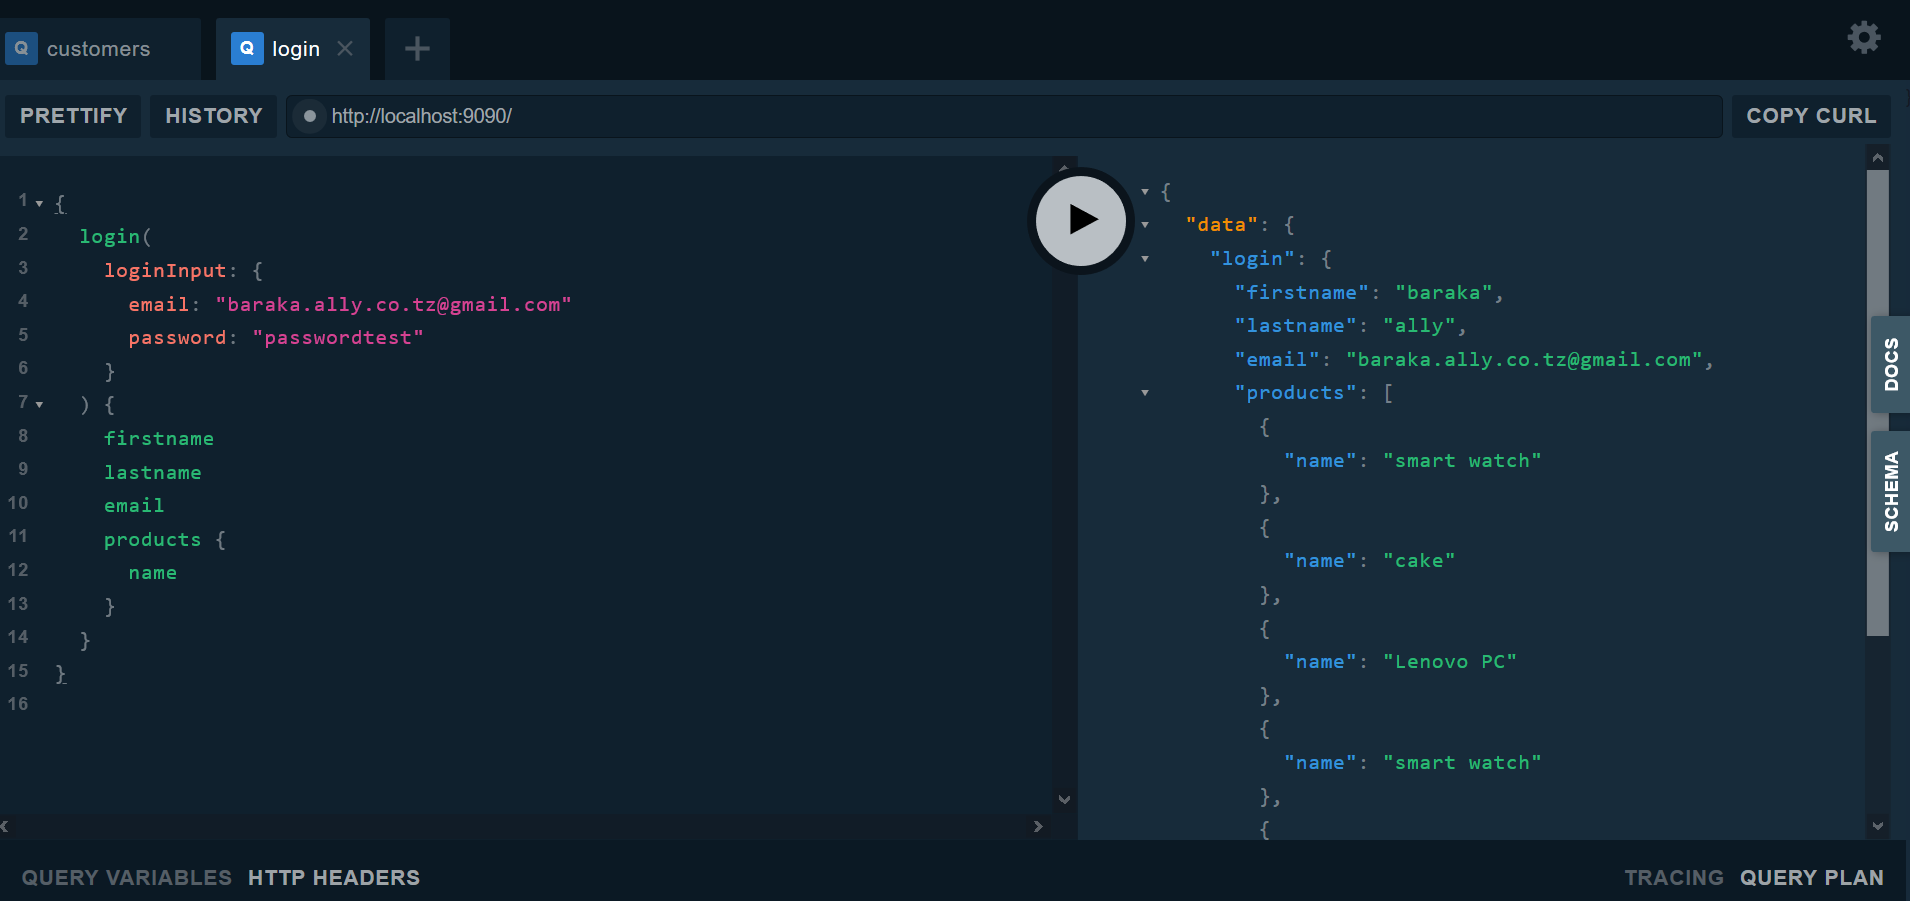 Q customers
Q login
PRETTIFY HISTORY http://localhost:9090/ COPY CURL
1 {
2 login(
3 loginInput: {
4 email: "baraka.ally.co.tz@gmail.com"
5 password: "passwordtest"
6 }
7 ) {
8 firstname
9 lastname
10 email
11 products {
12 name
13 }
14 }
15 }
16
{
"data": {
"login": {
"firstname": "baraka",
"lastname": "ally",
"email": "baraka.ally.co.tz@gmail.com",
"products": [
{
"name": "smart watch"
},
{
"name": "cake"
},
{
"name": "Lenovo PC"
},
{
"name": "smart watch"
},
{
DOCS
SCHEMA
QUERY VARIABLES HTTP HEADERS
TRACING QUERY PLAN